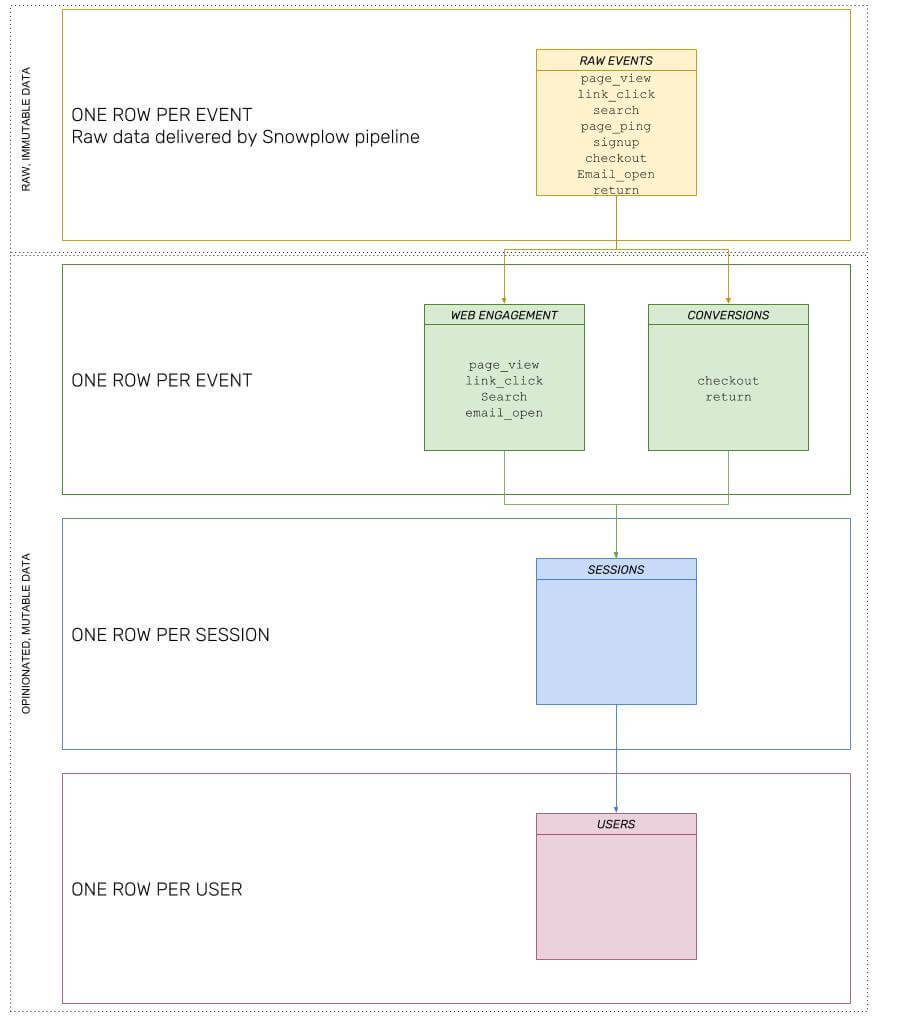 RAW, IMMUTABLE DATA
ONE ROW PER EVENT
Raw data delivered by Snowplow pipeline
RAW EVENTS
page_view
link_click
search
page_ping
signup
checkout
Email_open
return
OPINIONATED, MUTABLE DATA
ONE ROW PER EVENT
WEB ENGAGEMENT
page_view
link_click
Search
email_open
CONVERSIONS
checkout
return
ONE ROW PER SESSION
SESSIONS
ONE ROW PER USER
USERS